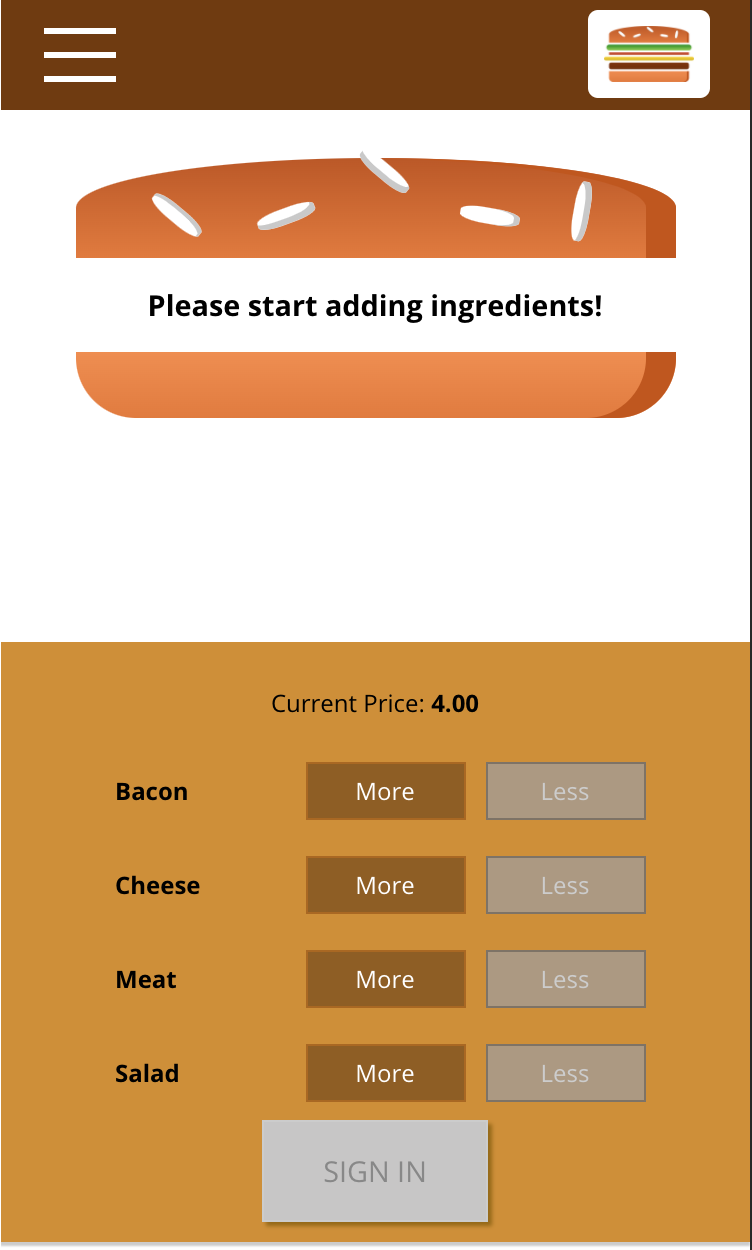 Please start adding ingredients!
Current Price: 4.00
Bacon More Less
Cheese More Less
Meat More Less
Salad More Less
SIGN IN